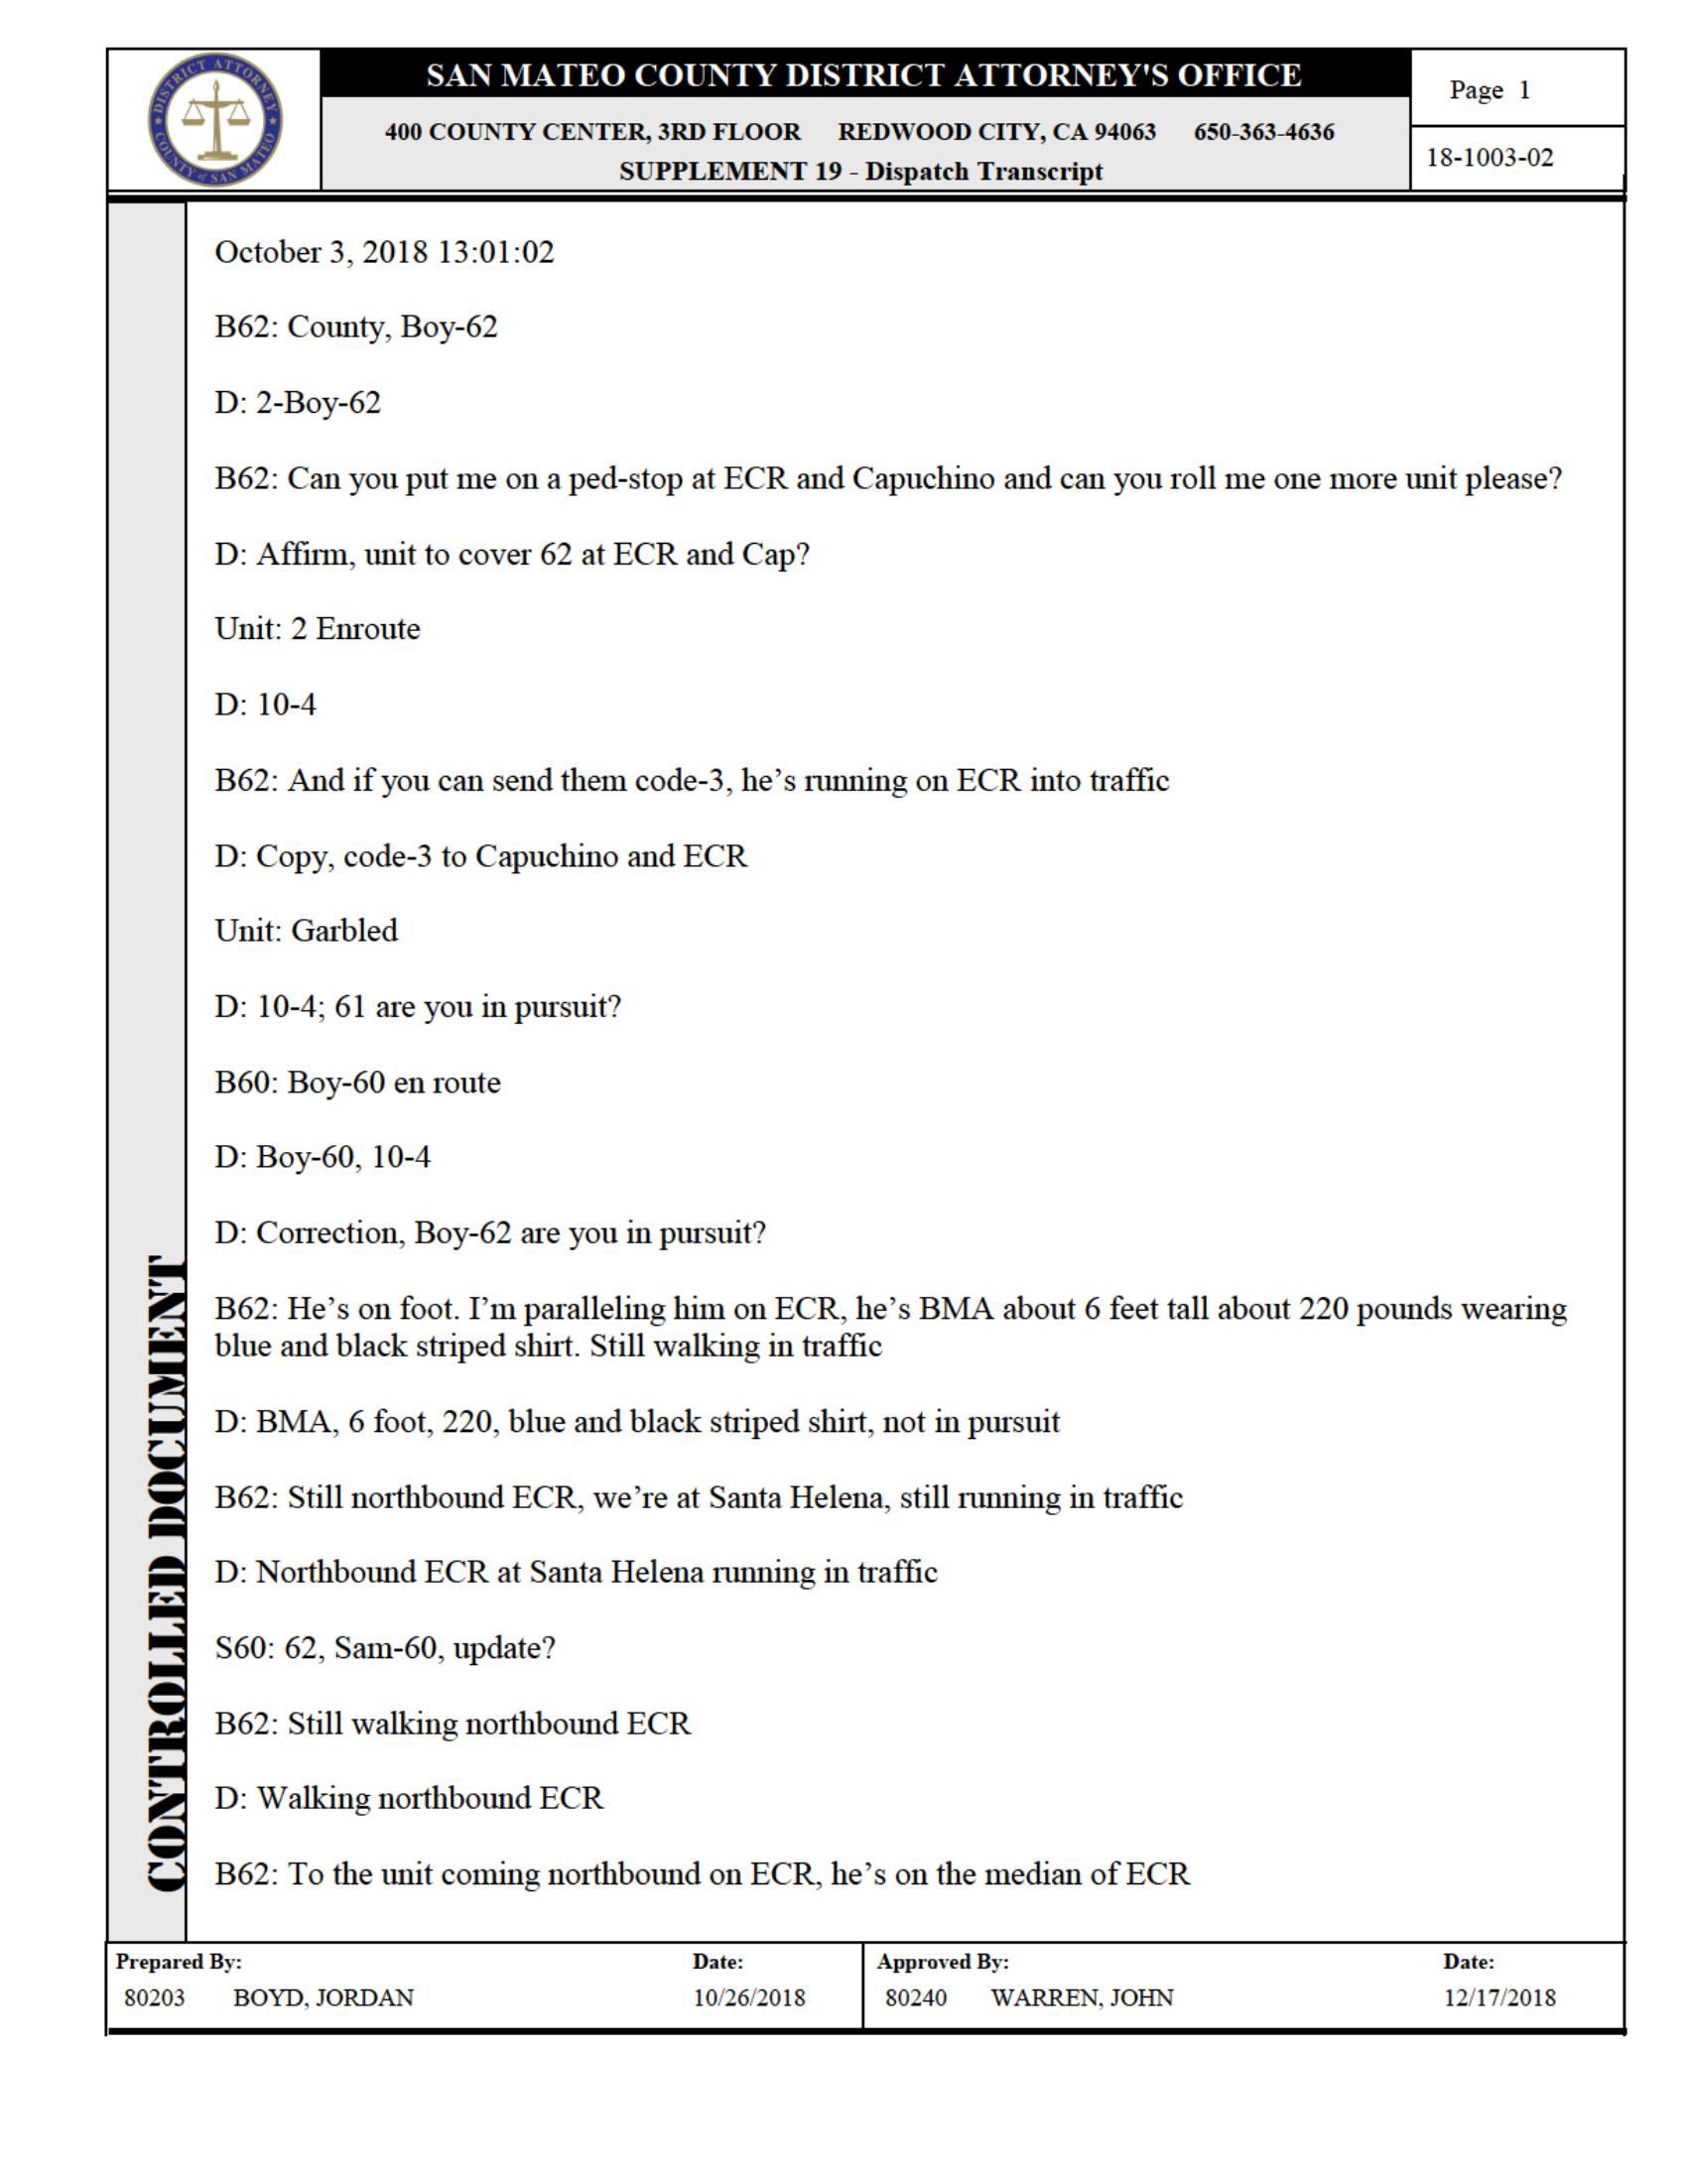 DISTRICT ATTORNEY
COUNTY of SAN MATEO
SAN MATEO COUNTY DISTRICT ATTORNEY'S OFFICE
400 COUNTY CENTER, 3RD FLOOR REDWOOD CITY, CA 94063 650-363-4636
SUPPLEMENT 19 - Dispatch Transcript
Page 1
18-1003-02
October 3, 2018 13:01:02
B62: County, Boy-62
D: 2-Boy-62
B62: Can you put me on a ped-stop at ECR and Capuchino and can you roll me one more unit please?
D: Affirm, unit to cover 62 at ECR and Cap?
Unit: 2 Enroute
D: 10-4
B62: And if you can send them code-3, he’s running on ECR into traffic
D: Copy, code-3 to Capuchino and ECR
Unit: Garbled
D: 10-4; 61 are you in pursuit?
B60: Boy-60 en route
D: Boy-60, 10-4
D: Correction, Boy-62 are you in pursuit?
B62: He’s on foot. I’m paralleling him on ECR, he’s BMA about 6 feet tall about 220 pounds wearing
blue and black striped shirt. Still walking in traffic
D: BMA, 6 foot, 220, blue and black striped shirt, not in pursuit
B62: Still northbound ECR, we’re at Santa Helena, still running in traffic
D: Northbound ECR at Santa Helena running in traffic
S60: 62, Sam-60, update?
B62: Still walking northbound ECR
D: Walking northbound ECR
B62: To the unit coming northbound on ECR, he’s on the median of ECR
CONTROLLED DOCUMENT
Prepared By: Date: Approved By: Date:
80203 BOYD, JORDAN 10/26/2018 80240 WARREN, JOHN 12/17/2018